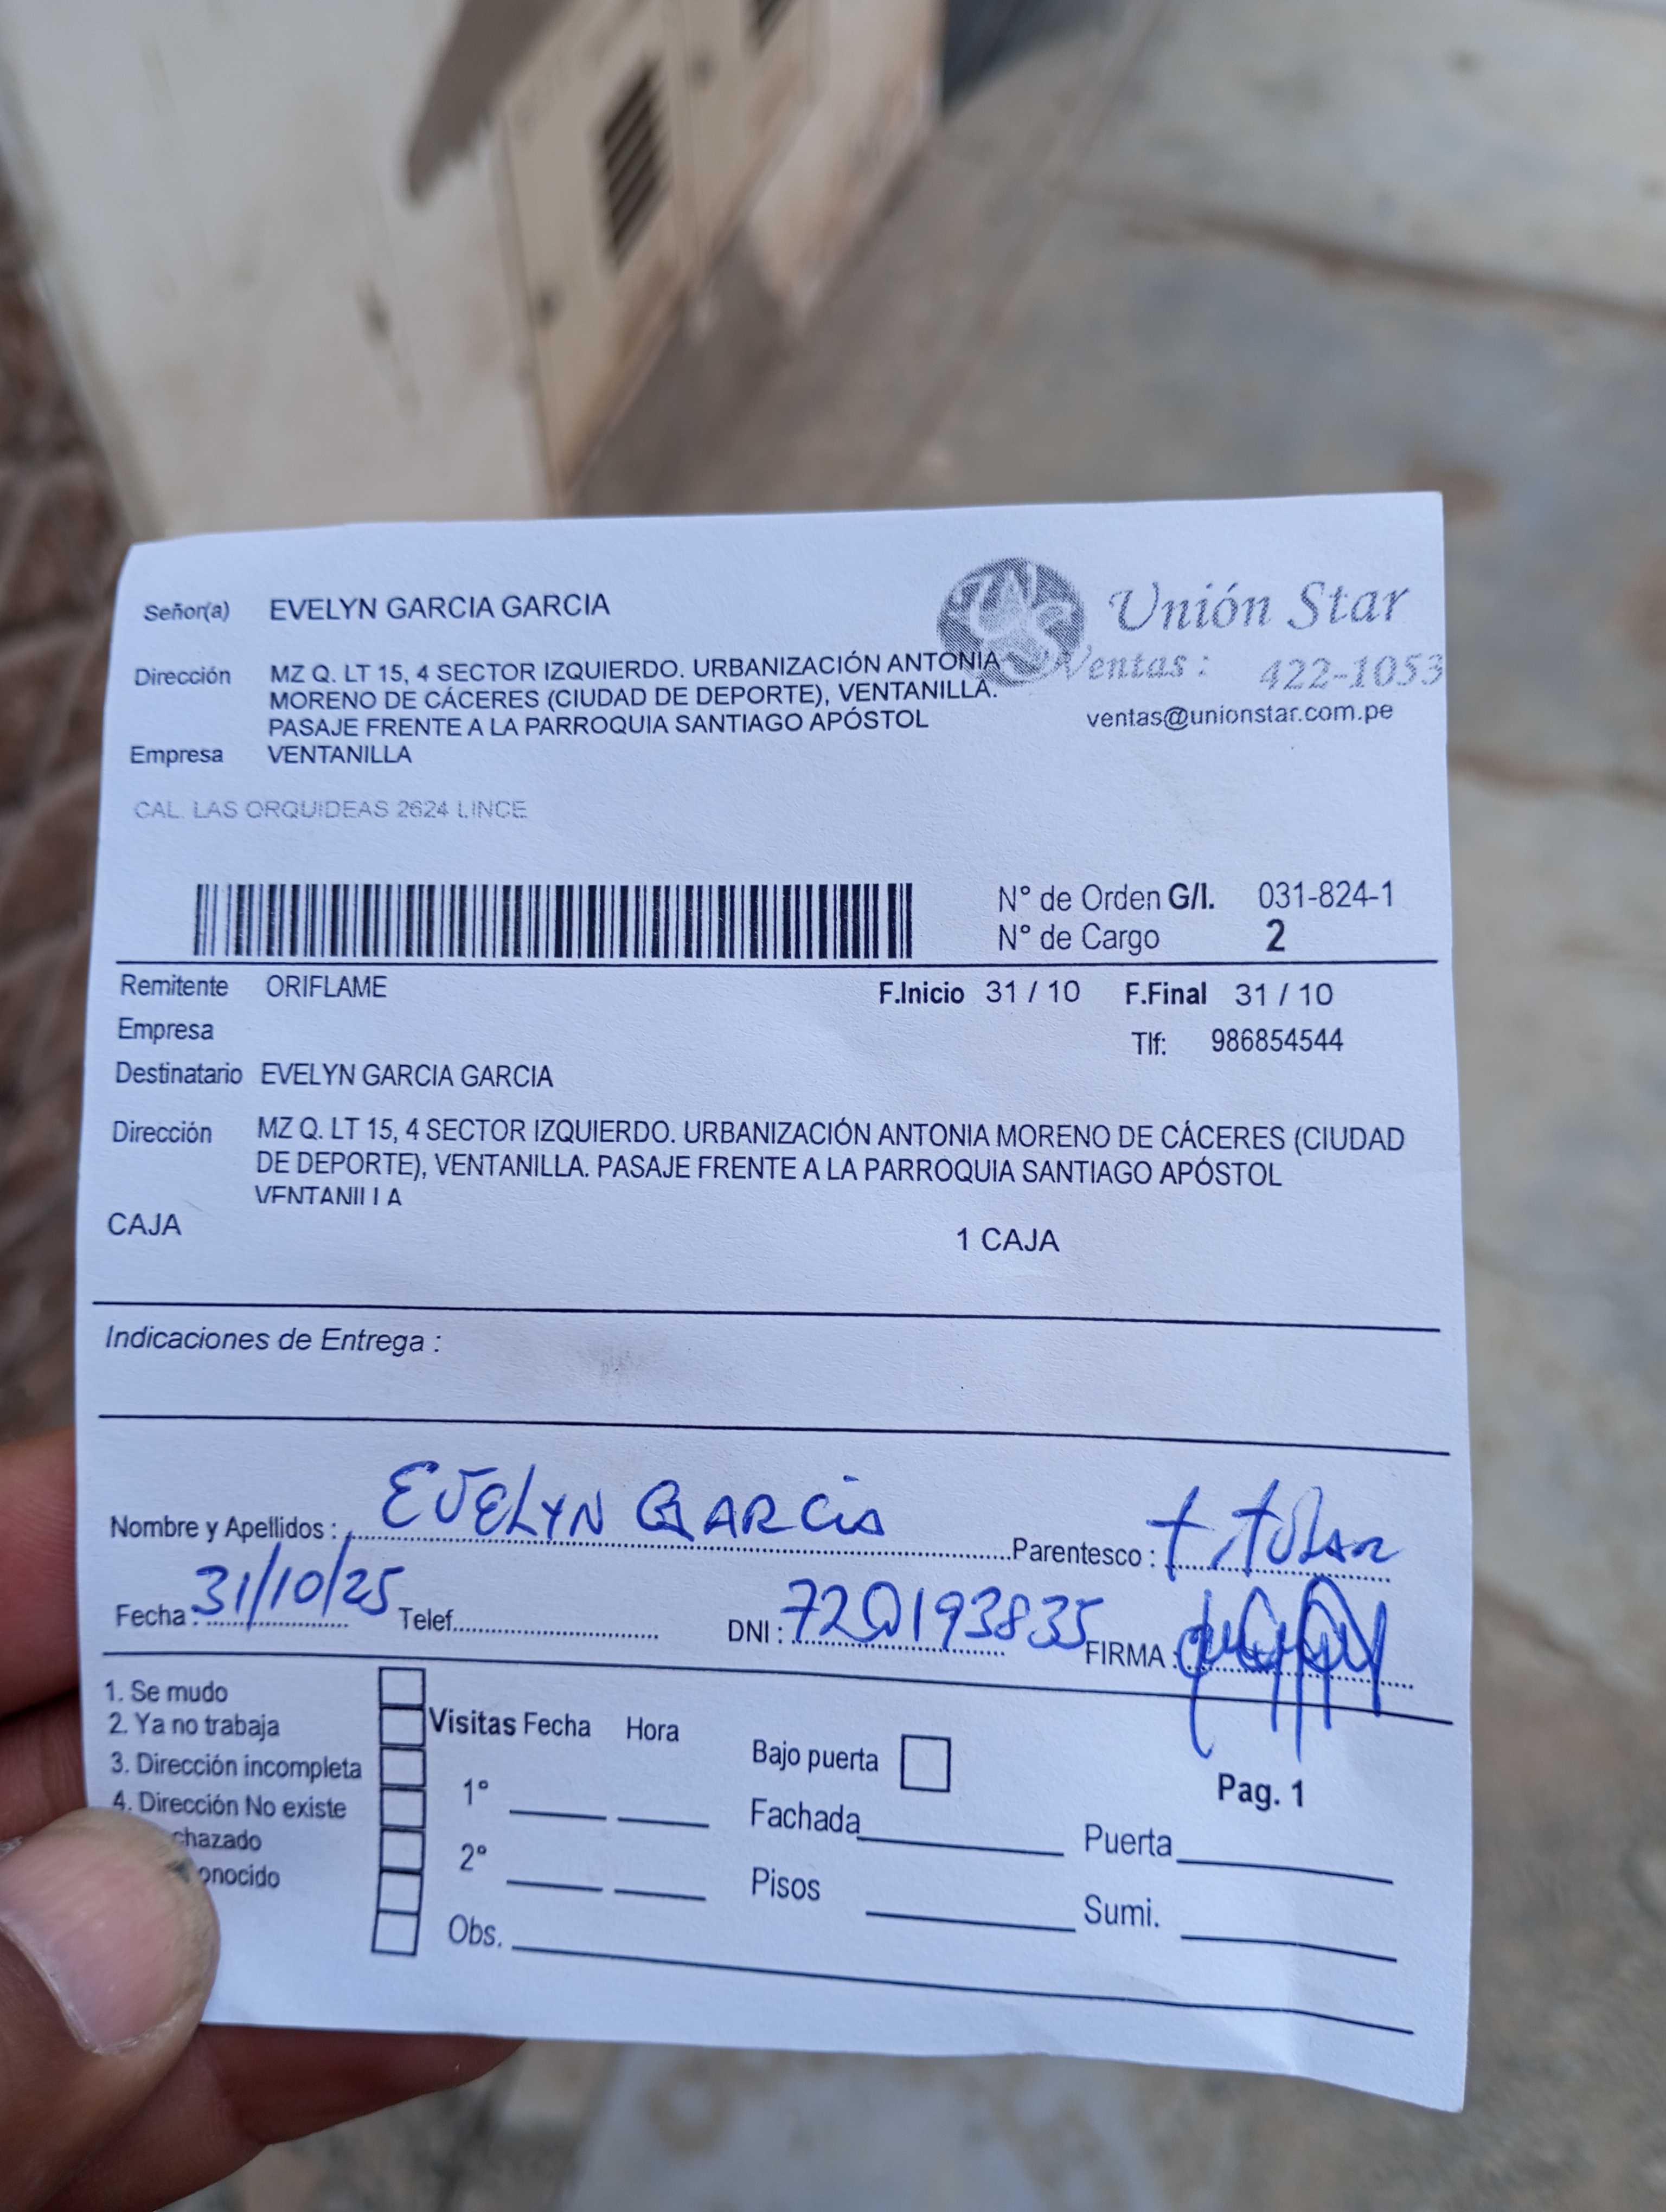 Señor(a) EVELYN GARCIA GARCIA
Unión Star
Dirección MZ Q. LT 15, 4 SECTOR IZQUIERDO. URBANIZACIÓN ANTONIA
MORENO DE CÁCERES (CIUDAD DE DEPORTE), VENTANILLA.
PASAJE FRENTE A LA PARROQUIA SANTIAGO APÓSTOL
Ventas: 422-1053
ventas@unionstar.com.pe
Empresa VENTANILLA
CAL. LAS ORQUIDEAS 2624 LINCE
N° de Orden G/I. 031-824-1
N° de Cargo 2
Remitente ORIFLAME F.Inicio 31 / 10 F.Final 31 / 10
Empresa Tlf: 986854544
Destinatario EVELYN GARCIA GARCIA
Dirección MZ Q. LT 15, 4 SECTOR IZQUIERDO. URBANIZACIÓN ANTONIA MORENO DE CÁCERES (CIUDAD
DE DEPORTE), VENTANILLA. PASAJE FRENTE A LA PARROQUIA SANTIAGO APÓSTOL
VENTANILLA
CAJA 1 CAJA
Indicaciones de Entrega :
Nombre y Apellidos : EVELYN GARCia Parentesco : titular
Fecha : 31/10/25 Telef. DNI : 720193835 FIRMA :
1. Se mudo
2. Ya no trabaja
3. Dirección incompleta
4. Dirección No existe
chazado
onocido
Visitas Fecha Hora
1°
2°
Obs.
Bajo puerta
Fachada
Pisos
Pag. 1
Puerta
Sumi.